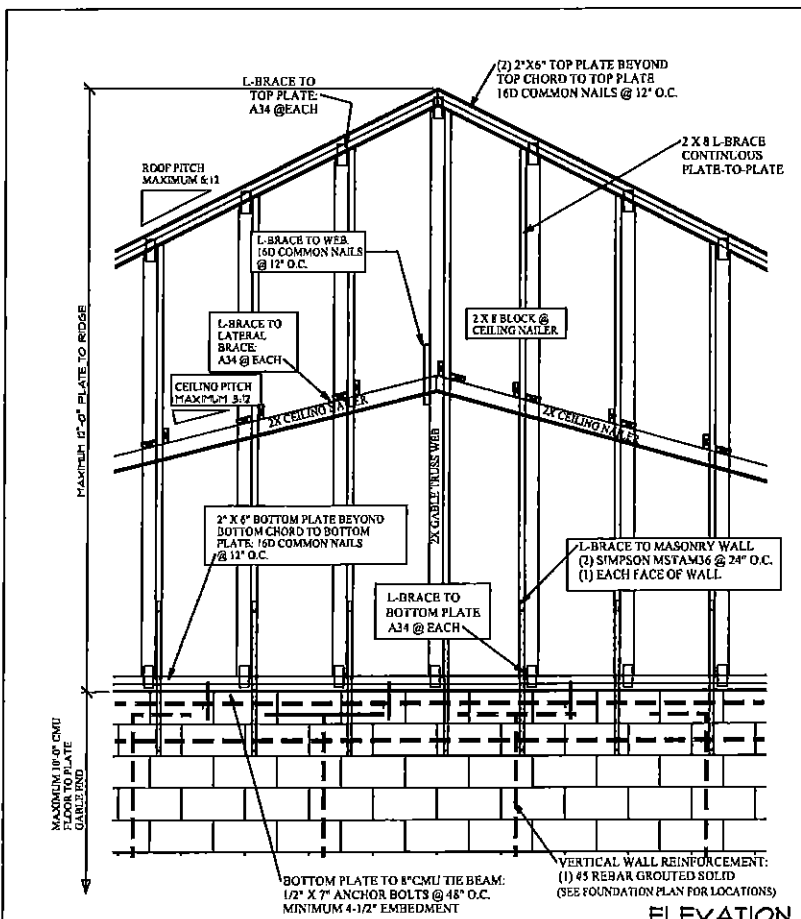 (2) 2"X6" TOP PLATE BEYOND
TOP CHORD TO TOP PLATE
16D COMMON NAILS @ 12" O.C.
L-BRACE TO
TOP PLATE:
A34 @EACH
2 X 8 L-BRACE
CONTINUOUS
PLATE-TO-PLATE
ROOF PITCH
MAXIMUM 6:12
L-BRACE TO WEB.
16D COMMON NAILS
@ 12" O.C.
2 X 8 BLOCK @
CEILING NAILER
L-BRACE TO
LATERAL
BRACE:
A34 @ EACH
CEILING PITCH
MAXIMUM 3:12
2X CEILING NAILER
2X CEILING NAILER
MAXIMUM 12'-0" PLATE TO RIDGE
2X GABLE TRUSS WEB
2" X 6" BOTTOM PLATE BEYOND
BOTTOM CHORD TO BOTTOM
PLATE: 16D COMMON NAILS
@ 12" O.C.
L-BRACE TO MASONRY WALL
(2) SIMPSON MSTAM36 @ 24" O.C.
(1) EACH FACE OF WALL
L-BRACE TO
BOTTOM PLATE
A34 @ EACH
MAXIMUM 10'-0" CMU
FLOOR TO PLATE
GABLE END
BOTTOM PLATE TO 8"CMU TIE BEAM:
1/2" X 7" ANCHOR BOLTS @ 48" O.C.
MINIMUM 4-1/2" EMBEDMENT
VERTICAL WALL REINFORCEMENT:
(1) #5 REBAR GROUTED SOLID
(SEE FOUNDATION PLAN FOR LOCATIONS)
ELEVATION